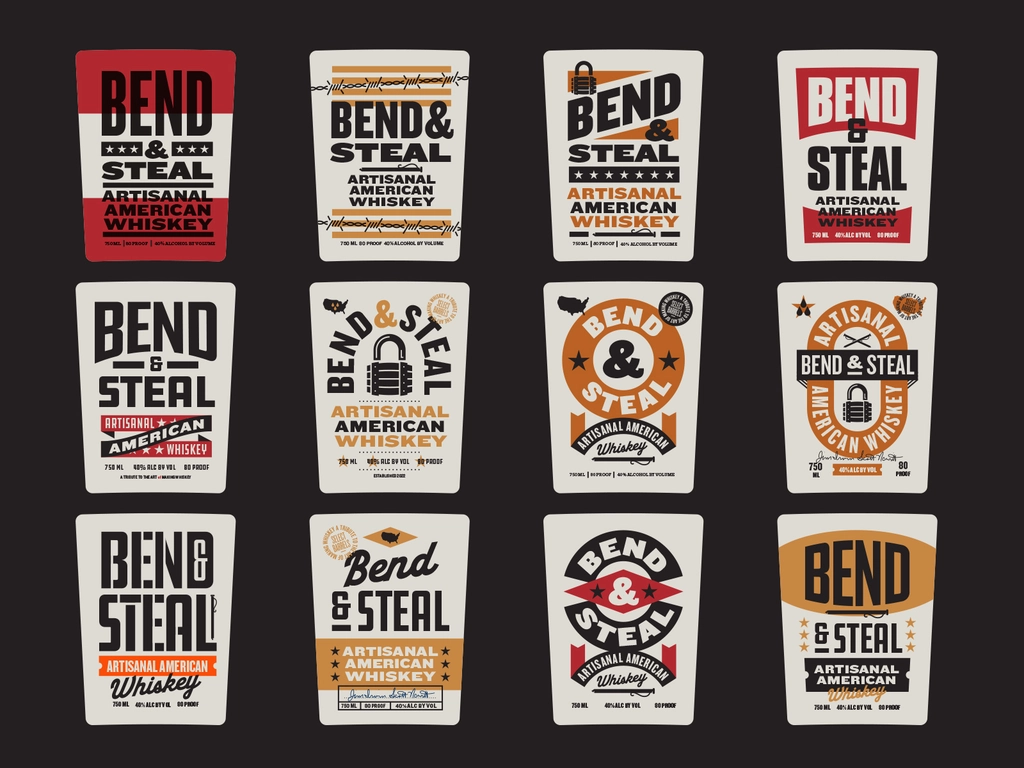 BEND
&
STEAL
ARTISANAL
AMERICAN
WHISKEY
750 ML 80 PROOF 40% ALCOHOL BY VOLUME
BEND&
STEAL
ARTISANAL
AMERICAN
WHISKEY
750 ML 80 PROOF 40% ALCOHOL BY VOLUME
BEND
&
STEAL
ARTISANAL
AMERICAN
WHISKEY
750 ML 80 PROOF 40% ALCOHOL BY VOLUME
BEND
&
STEAL
ARTISANAL
AMERICAN
WHISKEY
750 ML 40% ALC BY VOL 80 PROOF
BEND
&
STEAL
ARTISANAL
AMERICAN
WHISKEY
750 ML 40% ALC BY VOL 80 PROOF
BEND & STEAL
SELECT
BARRELS
ARTISANAL
AMERICAN
WHISKEY
750 ML 40% ALC BY VOL 80 PROOF
SELECT
BARRELS
BEND
&
STEAL
ARTISANAL AMERICAN
Whiskey
750 ML 80 PROOF 40% ALCOHOL BY VOLUME
ARTISANAL
BEND & STEAL
AMERICAN WHISKEY
750 ML
40% ALC BY VOL
80 PROOF
BEND &
STEAL
ARTISANAL AMERICAN
Whiskey
750 ML 40% ALC BY VOL 80 PROOF
SELECT
BARRELS
Bend
& STEAL
ARTISANAL
AMERICAN
WHISKEY
750 ML 80 PROOF 40% ALC BY VOL
BEND
&
STEAL
ARTISANAL AMERICAN
Whiskey
750 ML 40% ALC BY VOL 80 PROOF
BEND
& STEAL
ARTISANAL
AMERICAN
Whiskey
750 ML 40% ALC BY VOL 80 PROOF